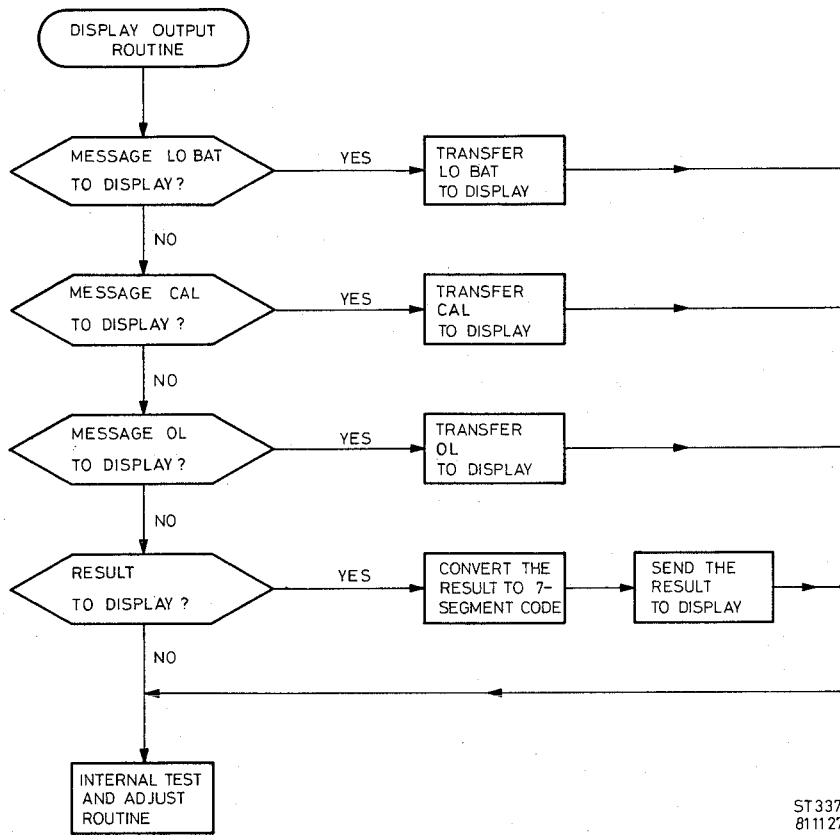 DISPLAY OUTPUT
ROUTINE
MESSAGE LO BAT
TO DISPLAY?
YES
TRANSFER
LO BAT
TO DISPLAY
NO
MESSAGE CAL
TO DISPLAY?
YES
TRANSFER
CAL
TO DISPLAY
NO
MESSAGE OL
TO DISPLAY?
YES
TRANSFER
OL
TO DISPLAY
NO
RESULT
TO DISPLAY?
YES
CONVERT THE
RESULT TO 7-
SEGMENT CODE
SEND THE
RESULT
TO DISPLAY
NO
INTERNAL TEST
AND ADJUST
ROUTINE
ST337
811127